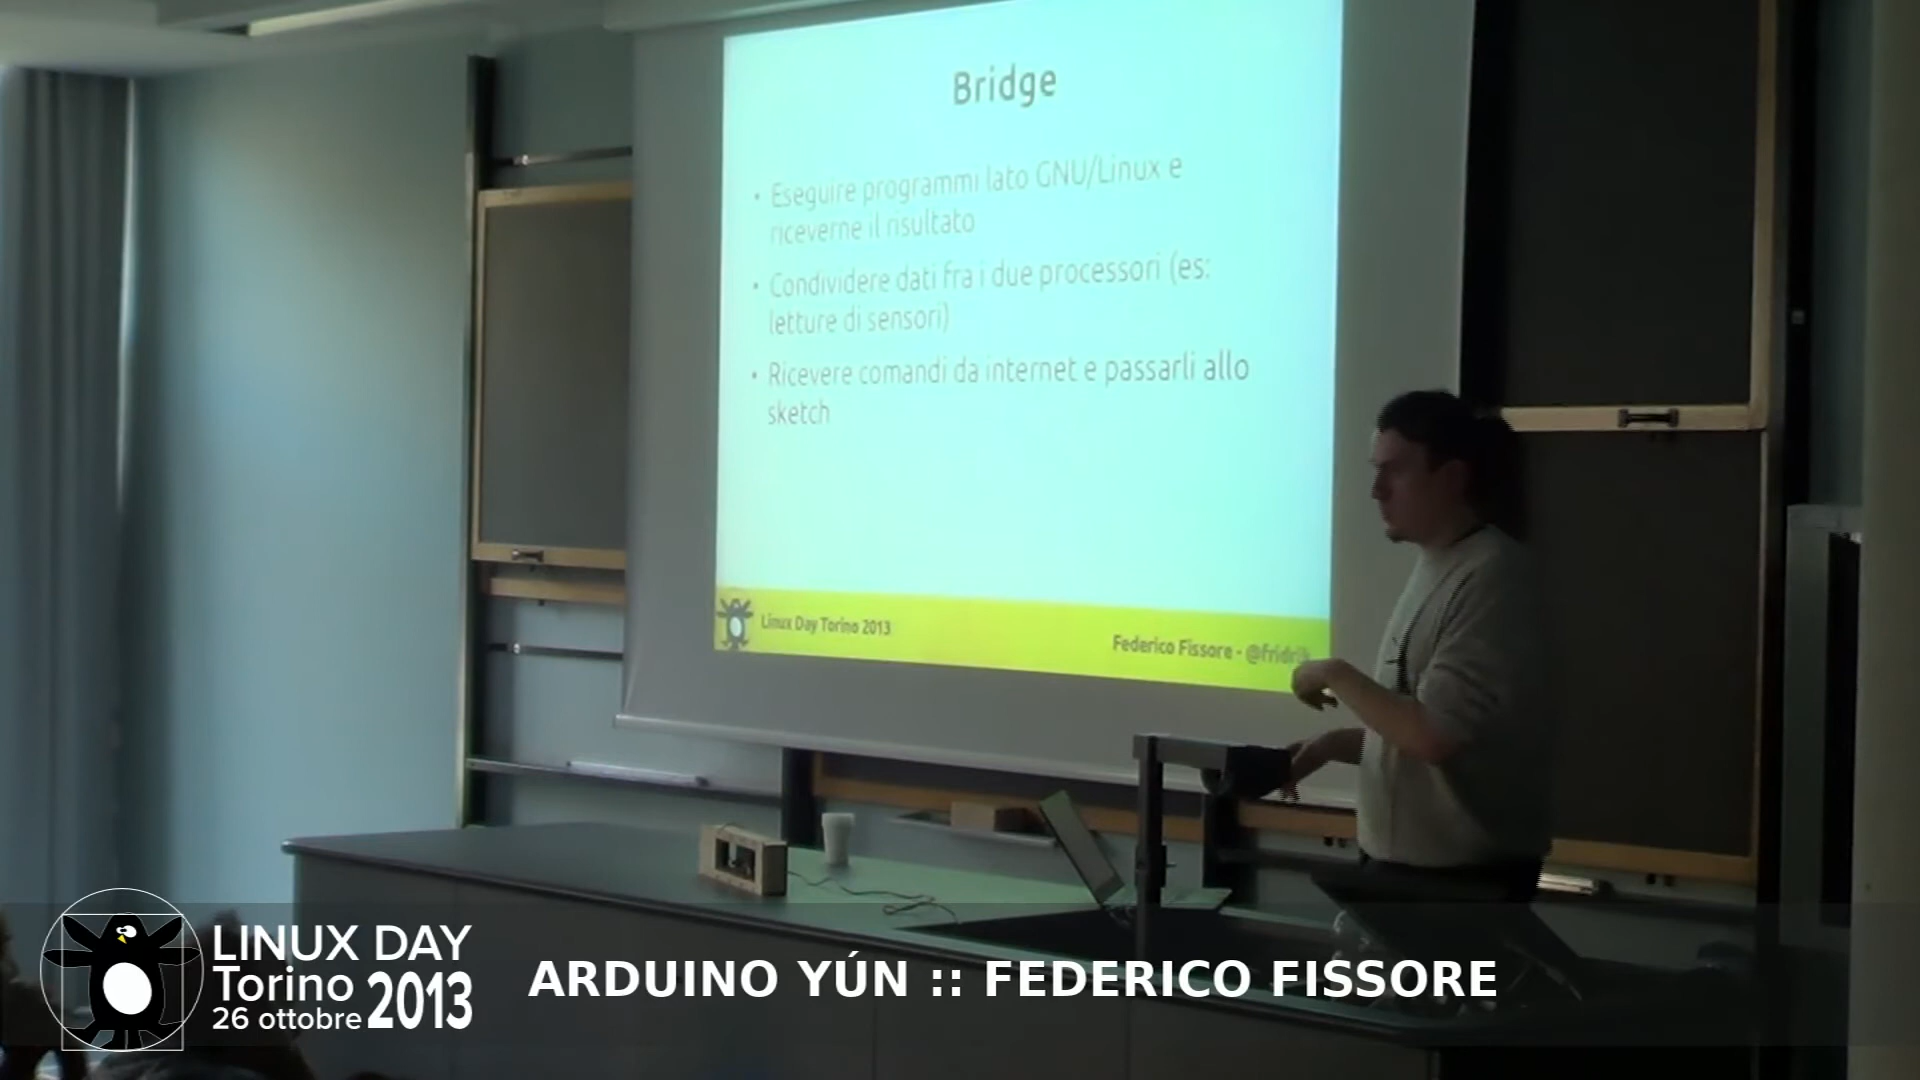 Bridge
• Eseguire programmi lato GNU/Linux e
riceverne il risultato
• Condividere dati fra i due processori (es:
letture di sensori)
• Ricevere comandi da internet e passarli allo
sketch
Linux Day Torino 2013
Federico Fissore - @fridrik
LINUX DAY
Torino
26 ottobre 2013
ARDUINO YÚN :: FEDERICO FISSORE